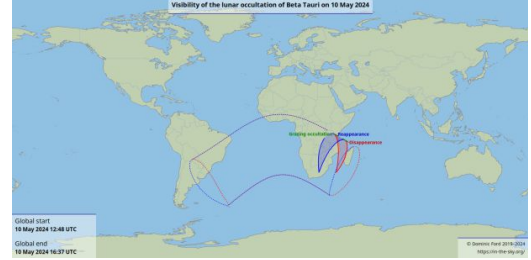 Visibility of the lunar occultation of Beta Tauri on 10 May 2024
Grazing occultation
Reappearance
Disappearance
Global start
10 May 2024 12:48 UTC
Global end
10 May 2024 16:37 UTC
© Dominic Ford 2019–2024
https://in-the-sky.org/